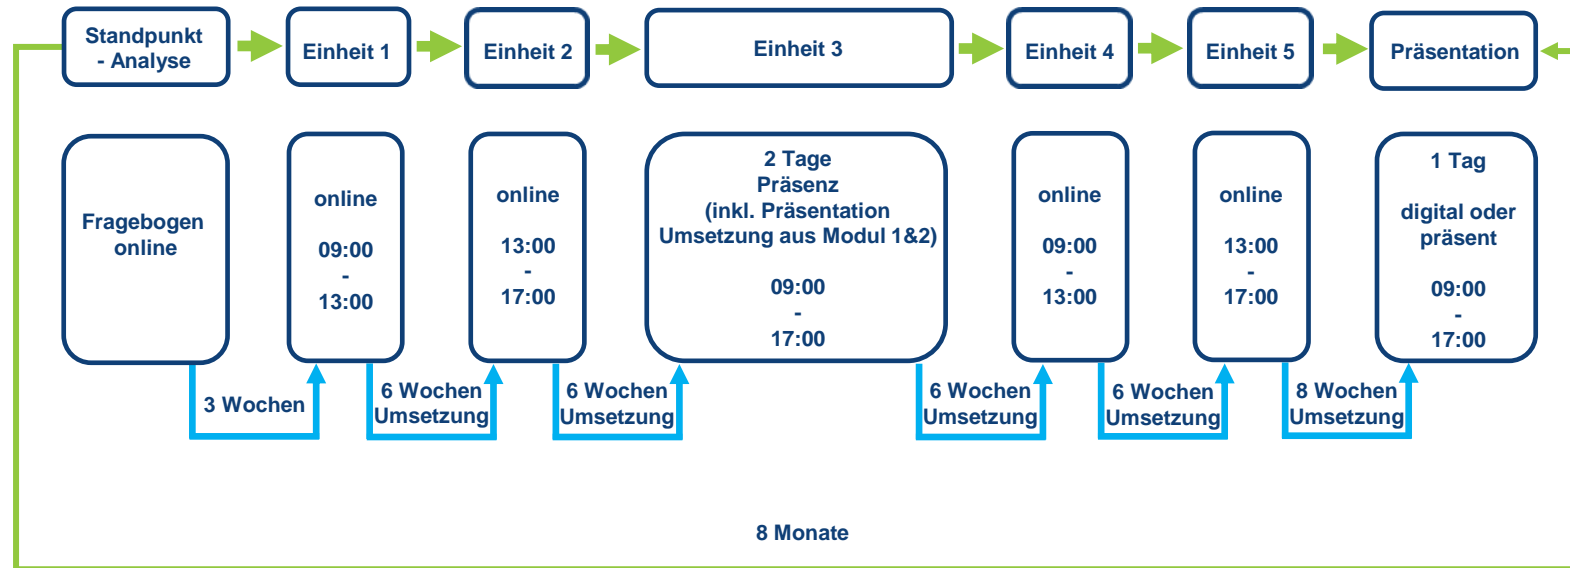 Standpunkt
- Analyse
Einheit 1
Einheit 2
Einheit 3
Einheit 4
Einheit 5
Präsentation
Fragebogen
online
online
09:00
-
13:00
online
13:00
-
17:00
2 Tage
Präsenz
(inkl. Präsentation
Umsetzung aus Modul 1&2)
09:00
-
17:00
online
09:00
-
13:00
online
13:00
-
17:00
1 Tag
digital oder
präsent
09:00
-
17:00
3 Wochen
6 Wochen
Umsetzung
6 Wochen
Umsetzung
6 Wochen
Umsetzung
6 Wochen
Umsetzung
8 Wochen
Umsetzung
8 Monate